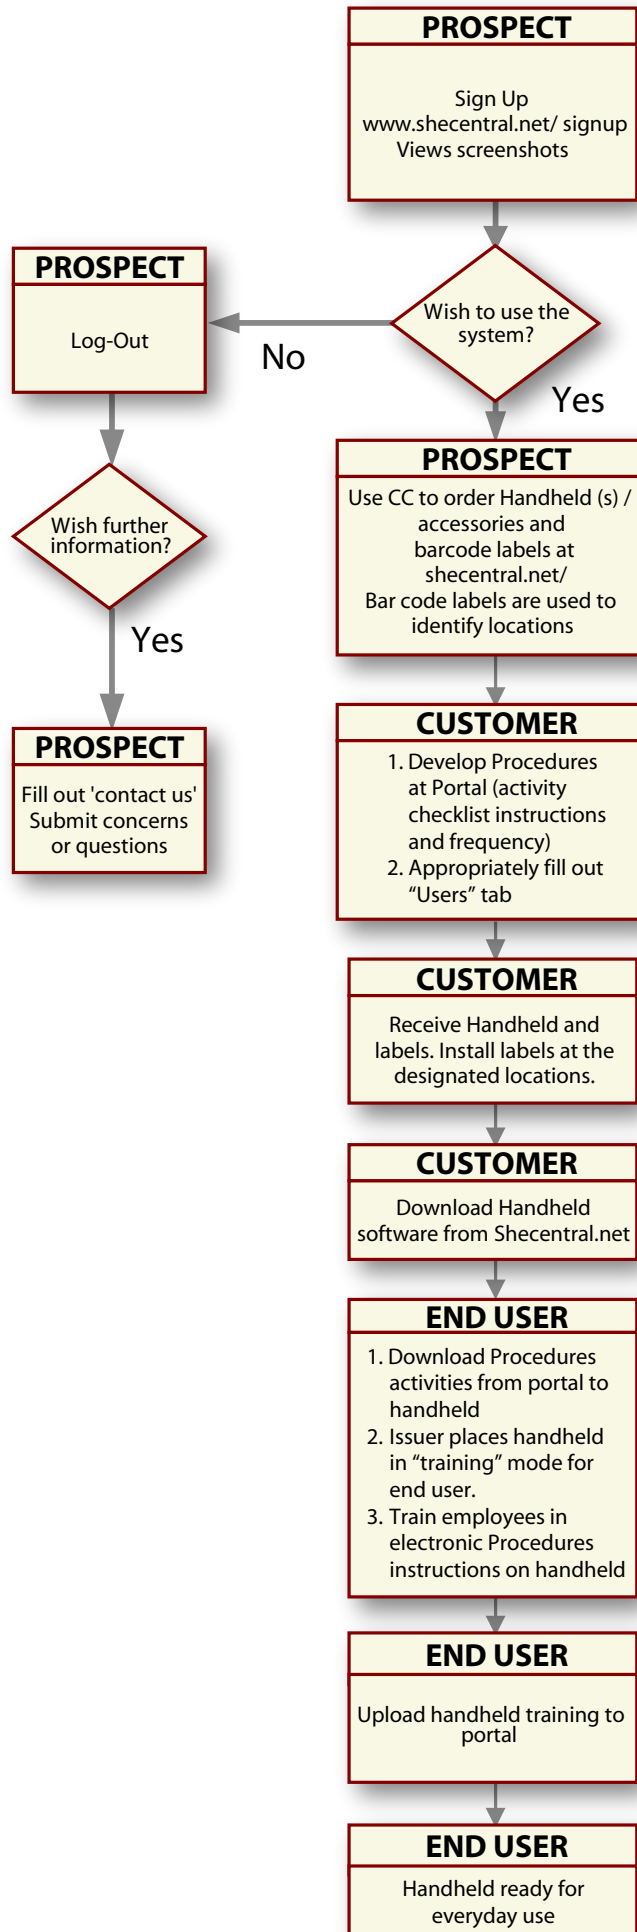 PROSPECT
Sign Up
www.shecentral.net/ signup
Views screenshots
Wish to use the
system?
No
Yes
PROSPECT
Log-Out
Wish further
information?
Yes
PROSPECT
Fill out 'contact us'
Submit concerns
or questions
PROSPECT
Use CC to order Handheld (s) /
accessories and
barcode labels at
shecentral.net/
Bar code labels are used to
identify locations
CUSTOMER
1. Develop Procedures
at Portal (activity
checklist instructions
and frequency)
2. Appropriately fill out
“Users” tab
CUSTOMER
Receive Handheld and
labels. Install labels at the
designated locations.
CUSTOMER
Download Handheld
software from Shecentral.net
END USER
1. Download Procedures
activities from portal to
handheld
2. Issuer places handheld
in “training” mode for
end user.
3. Train employees in
electronic Procedures
instructions on handheld
END USER
Upload handheld training to
portal
END USER
Handheld ready for
everyday use